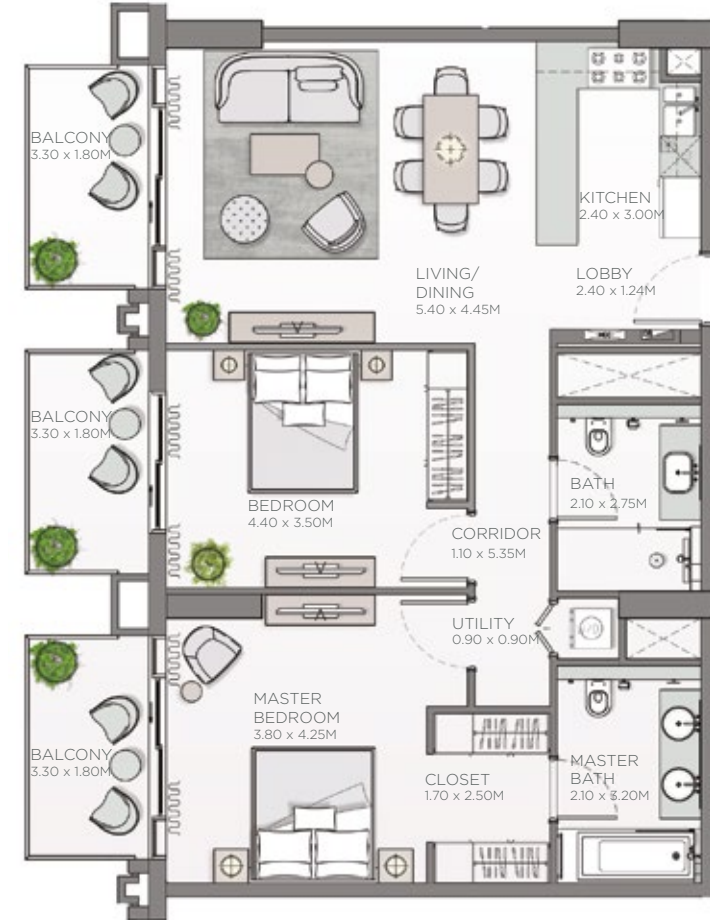 BALCONY
3.30 x 1.80M
KITCHEN
2.40 x 3.00M
LIVING/
DINING
5.40 x 4.45M
LOBBY
2.40 x 1.24M
BALCONY
3.30 x 1.80M
BEDROOM
4.40 x 3.50M
BATH
2.10 x 2.75M
CORRIDOR
1.10 x 5.35M
UTILITY
0.90 x 0.90M
MASTER
BEDROOM
3.80 x 4.25M
BALCONY
3.30 x 1.80M
CLOSET
1.70 x 2.50M
MASTER
BATH
2.10 x 3.20M